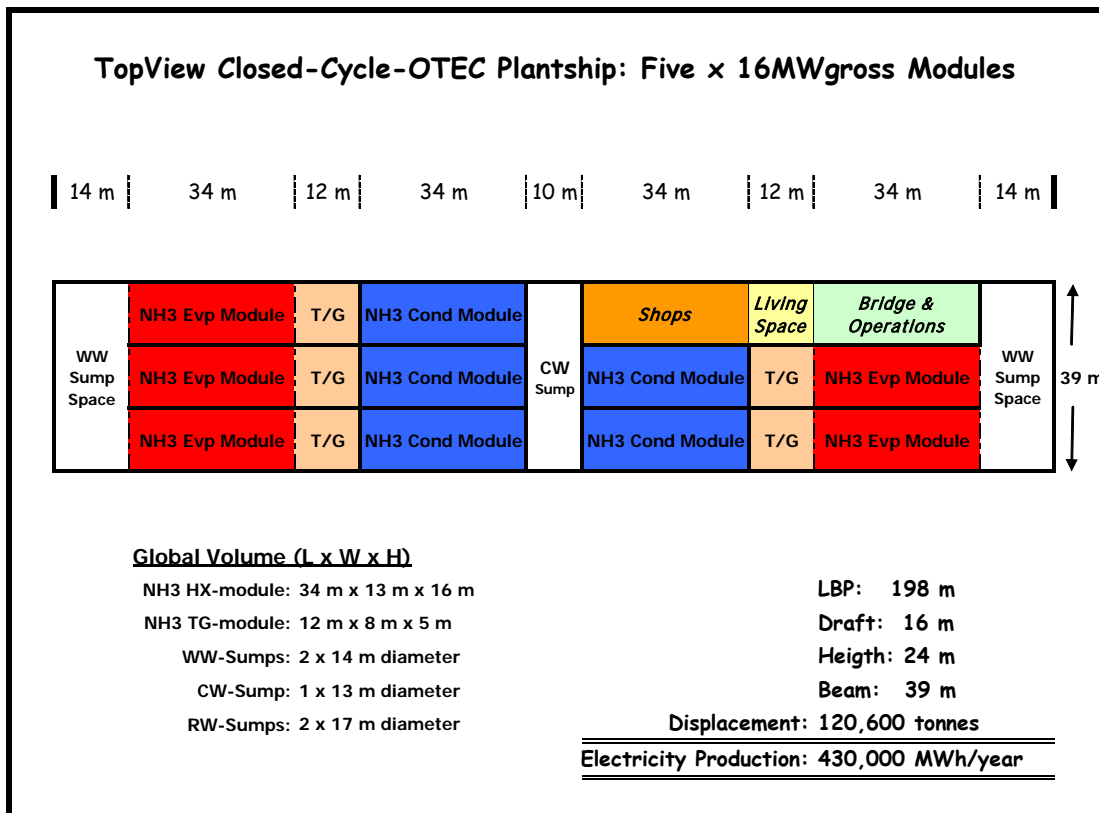 TopView Closed-Cycle-OTEC Plantship: Five x 16MWgross Modules
14 m 34 m 12 m 34 m 10 m 34 m 12 m 34 m 14 m
NH3 Evp Module T/G NH3 Cond Module Shops Living Space Bridge & Operations
WW Sump Space NH3 Evp Module T/G NH3 Cond Module CW Sump NH3 Cond Module T/G NH3 Evp Module WW Sump Space 39 m
NH3 Evp Module T/G NH3 Cond Module NH3 Cond Module T/G NH3 Evp Module
Global Volume (L x W x H)
NH3 HX-module: 34 m x 13 m x 16 m
NH3 TG-module: 12 m x 8 m x 5 m
WW-Sumps: 2 x 14 m diameter
CW-Sump: 1 x 13 m diameter
RW-Sumps: 2 x 17 m diameter
LBP: 198 m
Draft: 16 m
Heigth: 24 m
Beam: 39 m
Displacement: 120,600 tonnes
Electricity Production: 430,000 MWh/year